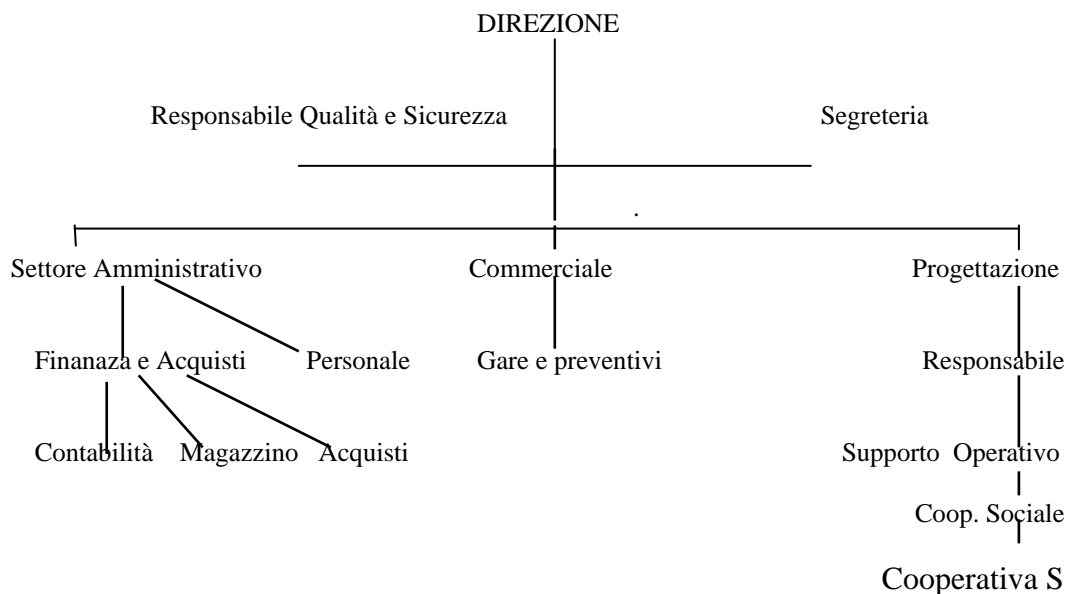 DIREZIONE
Responsabile Qualità e Sicurezza Segreteria
.
Settore Amministrativo Commerciale Progettazione
Finanaza e Acquisti Personale Gare e preventivi Responsabile
Contabilità Magazzino Acquisti Supporto Operativo
Coop. Sociale
Cooperativa S